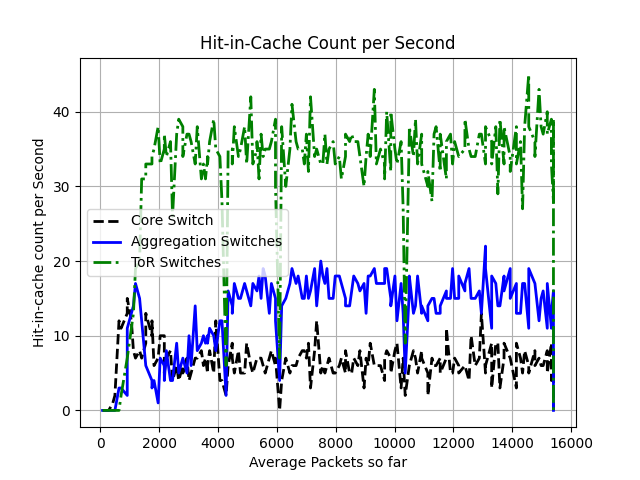 Hit-in-Cache Count per Second
Hit-in-cache count per Second
40
30
20
10
0
Core Switch
Aggregation Switches
ToR Switches
0 2000 4000 6000 8000 10000 12000 14000 16000
Average Packets so far